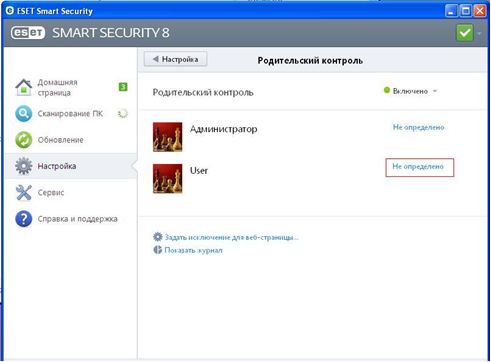 ESET Smart Security
eset SMART SECURITY 8
Настройка
Родительский контроль
Домашняя
страница
3
Сканирование ПК
Обновление
Настройка
Сервис
Справка и поддержка
Родительский контроль
Включено
Администратор
Не определено
User
Не определено
Задать исключение для веб-страницы...
Показать журнал